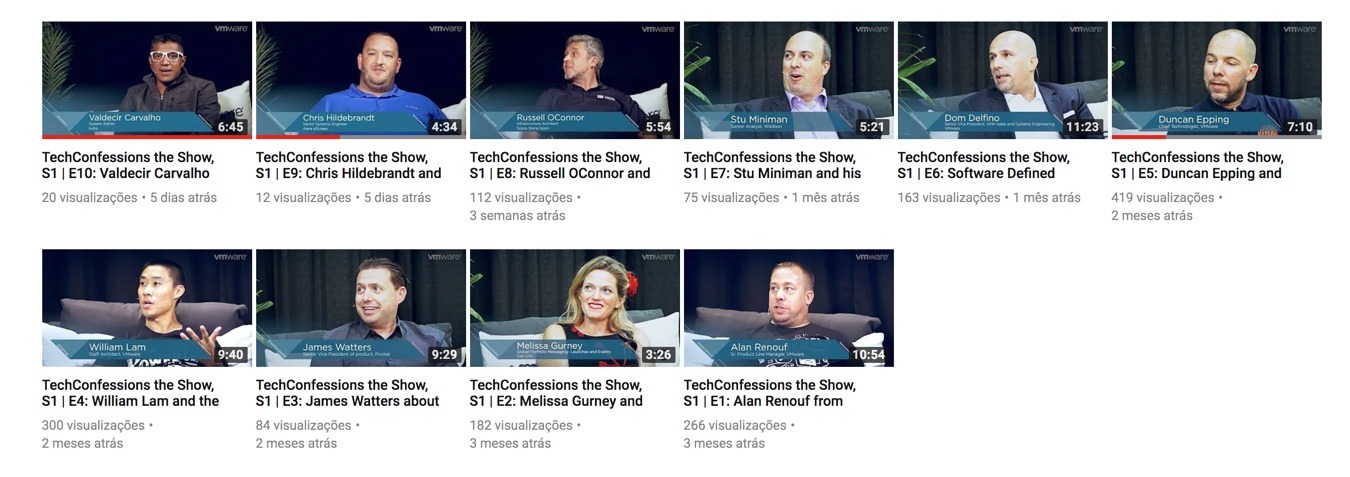 vmware
Valdecir Carvalho
System Admin
6:45
TechConfessions the Show,
S1 | E10: Valdecir Carvalho
20 visualizações • 5 dias atrás
vmware
Chris Hildebrandt
Senior Systems Engineer
4:34
TechConfessions the Show,
S1 | E9: Chris Hildebrandt and
12 visualizações • 5 dias atrás
vmware
Russell OConnor
Infrastructure Architect
5:54
TechConfessions the Show,
S1 | E8: Russell OConnor and
112 visualizações •
3 semanas atrás
vmware
Stu Miniman
Senior Analyst, Wikibon
5:21
TechConfessions the Show,
S1 | E7: Stu Miniman and his
75 visualizações • 1 mês atrás
vmware
Dom Delfino
Senior Vice President, WW Sales and Systems Engineering
VMware
11:23
TechConfessions the Show,
S1 | E6: Software Defined
163 visualizações • 1 mês atrás
vmware
Duncan Epping
Chief Technologist, VMware
7:10
TechConfessions the Show,
S1 | E5: Duncan Epping and
419 visualizações •
2 meses atrás
vmware
William Lam
Staff Architect, VMware
9:40
TechConfessions the Show,
S1 | E4: William Lam and the
300 visualizações •
2 meses atrás
vmware
James Watters
Senior Vice President of product, Pivotal
9:29
TechConfessions the Show,
S1 | E3: James Watters about
84 visualizações •
2 meses atrás
vmware
Melissa Gurney
Global Portfolio Messaging: Launches and Events
Dell EMC
3:26
TechConfessions the Show,
S1 | E2: Melissa Gurney and
182 visualizações •
3 meses atrás
vmware
Alan Renouf
Sr Product Line Manager, VMware
10:54
TechConfessions the Show,
S1 | E1: Alan Renouf from
266 visualizações •
3 meses atrás